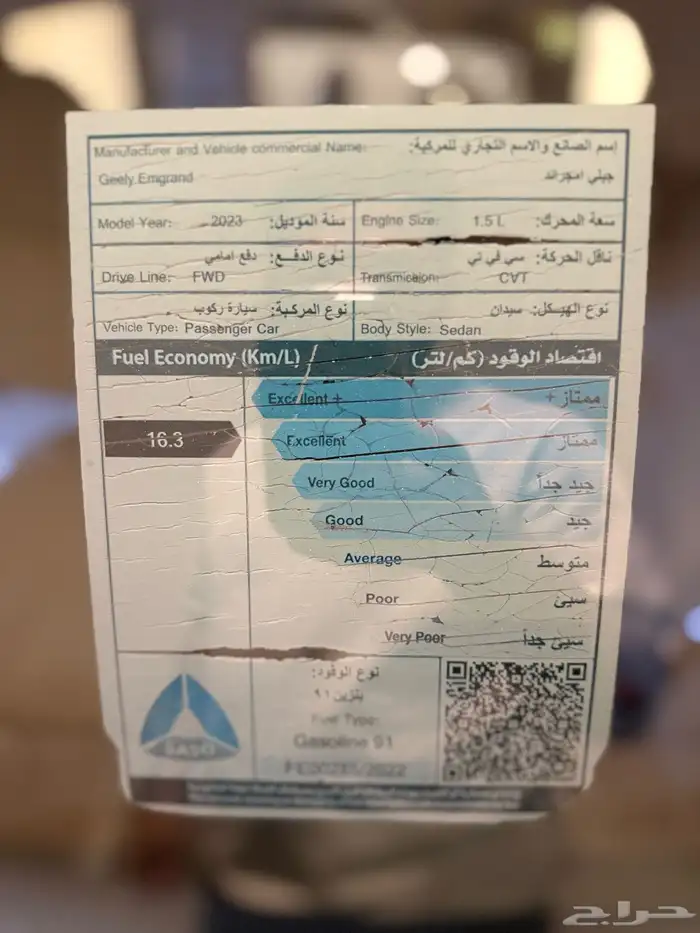 Manufacturer and Vehicle commercial Name: إسم الصانع والاسم التجاري للمركبة:
Geely.Emgrand جيلي امجراند
Model Year: 2023 سنة الموديل:
Engine Size: 1.5 L سعة المحرك:
نوع الدفع: دفع امامي
Drive Line: FWD
ناقل الحركة: سي في تي
Transmission: CVT
نوع المركبة: سيارة ركوب
Vehicle Type: Passenger Car
نوع الهيكل: سيدان
Body Style: Sedan
Fuel Economy (Km/L) اقتصاد الوقود (كم/لتر)
Excellent + ممتاز +
16.3 Excellent ممتاز
Very Good جيد جداً
Good جيد
Average متوسط
Poor سيئ
Very Poor سيئ جداً
نوع الوقود:
بنزين ٩١
Fuel Type:
Gasoline 91
SASO
حراج